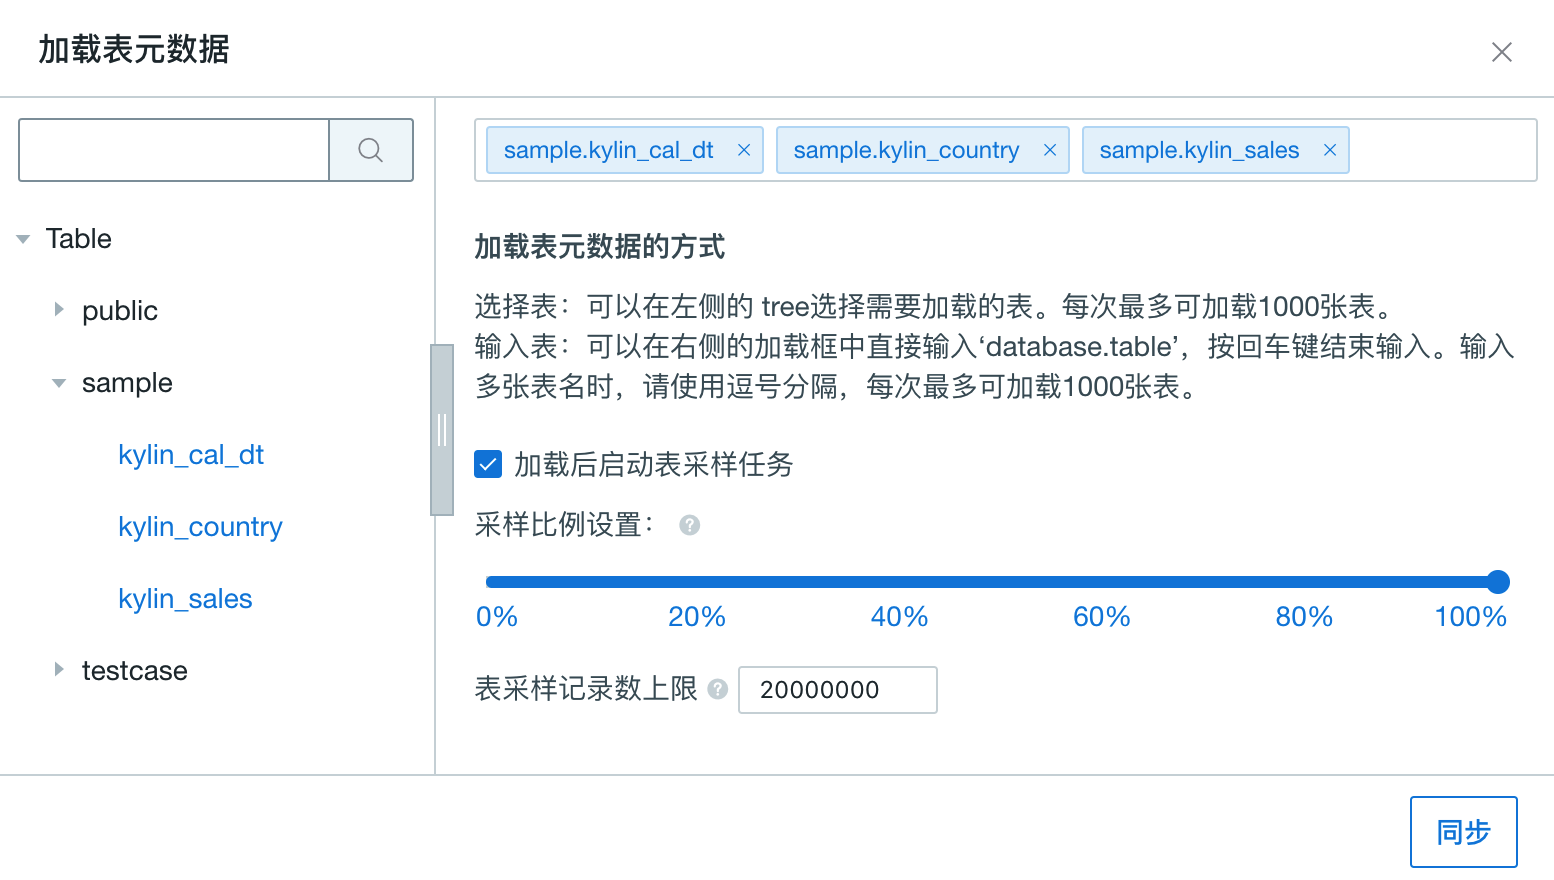 加载表元数据
Table
public
sample
kylin_cal_dt
kylin_country
kylin_sales
testcase
sample.kylin_cal_dt
sample.kylin_country
sample.kylin_sales
加载表元数据的方式
选择表：可以在左侧的 tree选择需要加载的表。每次最多可加载1000张表。
输入表：可以在右侧的加载框中直接输入‘database.table’，按回车键结束输入。输入
多张表名时，请使用逗号分隔，每次最多可加载1000张表。
加载后启动表采样任务
采样比例设置：
0% 20% 40% 60% 80% 100%
表采样记录数上限 20000000
同步